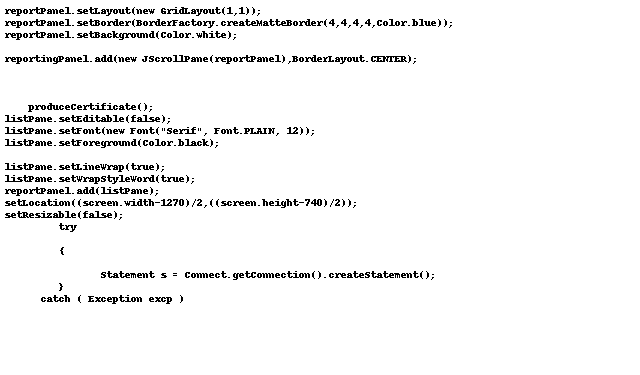 reportPanel.setLayout(new GridLayout(1,1));
reportPanel.setBorder(BorderFactory.createMatteBorder(4,4,4,4,Color.blue));
reportPanel.setBackground(Color.white);
reportingPanel.add(new JScrollPane(reportPanel),BorderLayout.CENTER);
produceCertificate();
listPane.setEditable(false);
listPane.setFont(new Font("Serif", Font.PLAIN, 12));
listPane.setForeground(Color.black);
listPane.setLineWrap(true);
listPane.setWrapStyleWord(true);
reportPanel.add(listPane);
setLocation((screen.width-1270)/2,((screen.height-740)/2));
setResizable(false);
try
{
Statement s = Connect.getConnection().createStatement();
}
catch ( Exception excp )